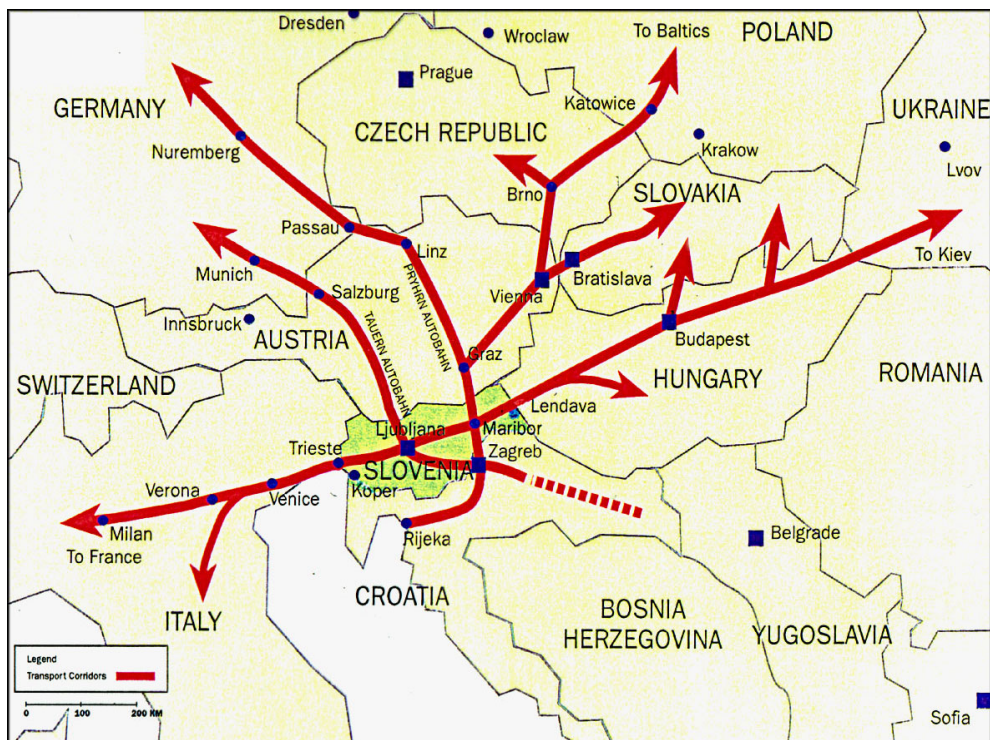 Dresden
Wroclaw
To Baltics
POLAND
Prague
GERMANY
Katowice
UKRAINE
CZECH REPUBLIC
Nuremberg
Krakow
Lvov
Brno
SLOVAKIA
Passau
Linz
To Kiev
Munich
Bratislava
Vienna
Salzburg
PRYHRN AUTOBAHN
Innsbruck
TAUERN AUTOBAHN
AUSTRIA
Budapest
Graz
HUNGARY
ROMANIA
SWITZERLAND
Lendava
Ljubljana
Maribor
Trieste
Zagreb
SLOVENIA
Koper
Verona
Venice
Milan
Rijeka
Belgrade
To France
CROATIA
ITALY
BOSNIA
HERZEGOVINA
YUGOSLAVIA
Legend
Transport Corridors
0 100 200 KM
Sofia